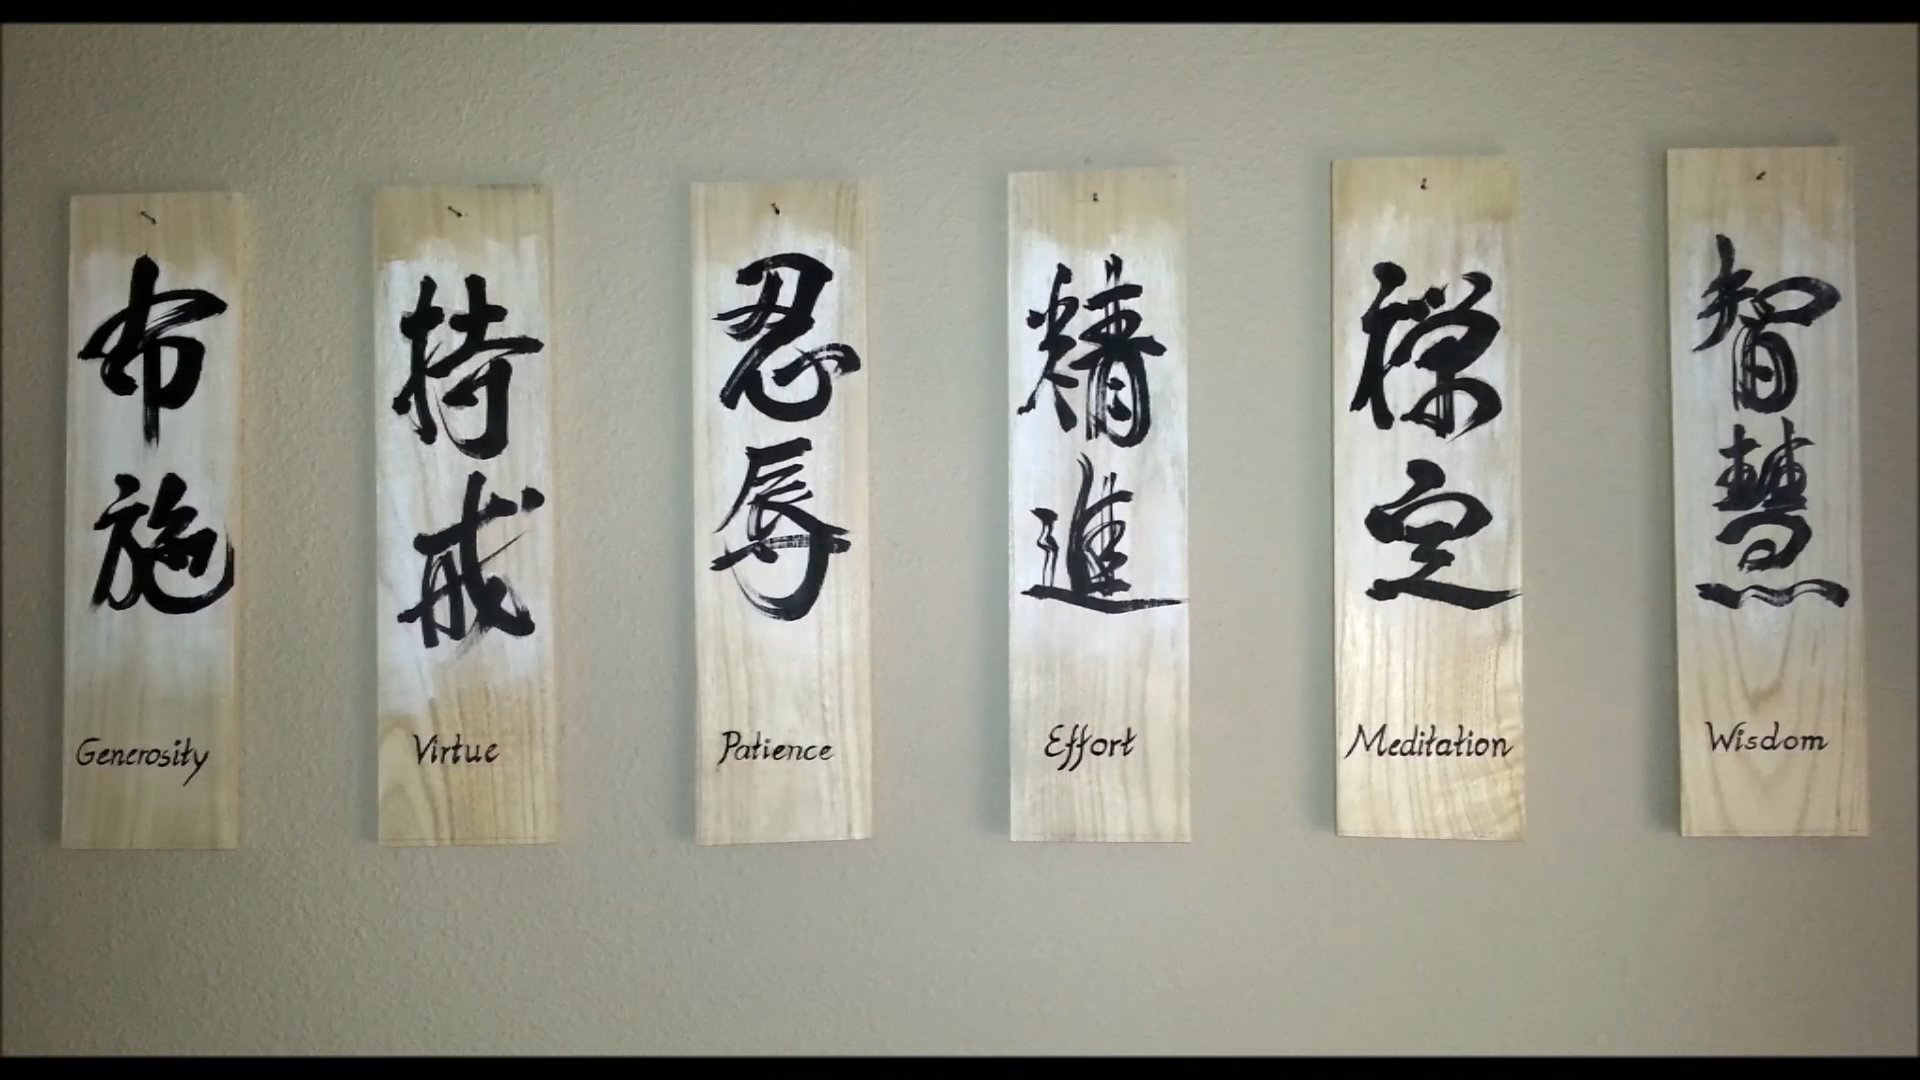 布施
Generosity
持戒
Virtue
忍辱
Patience
精進
Effort
禅定
Meditation
智慧
Wisdom